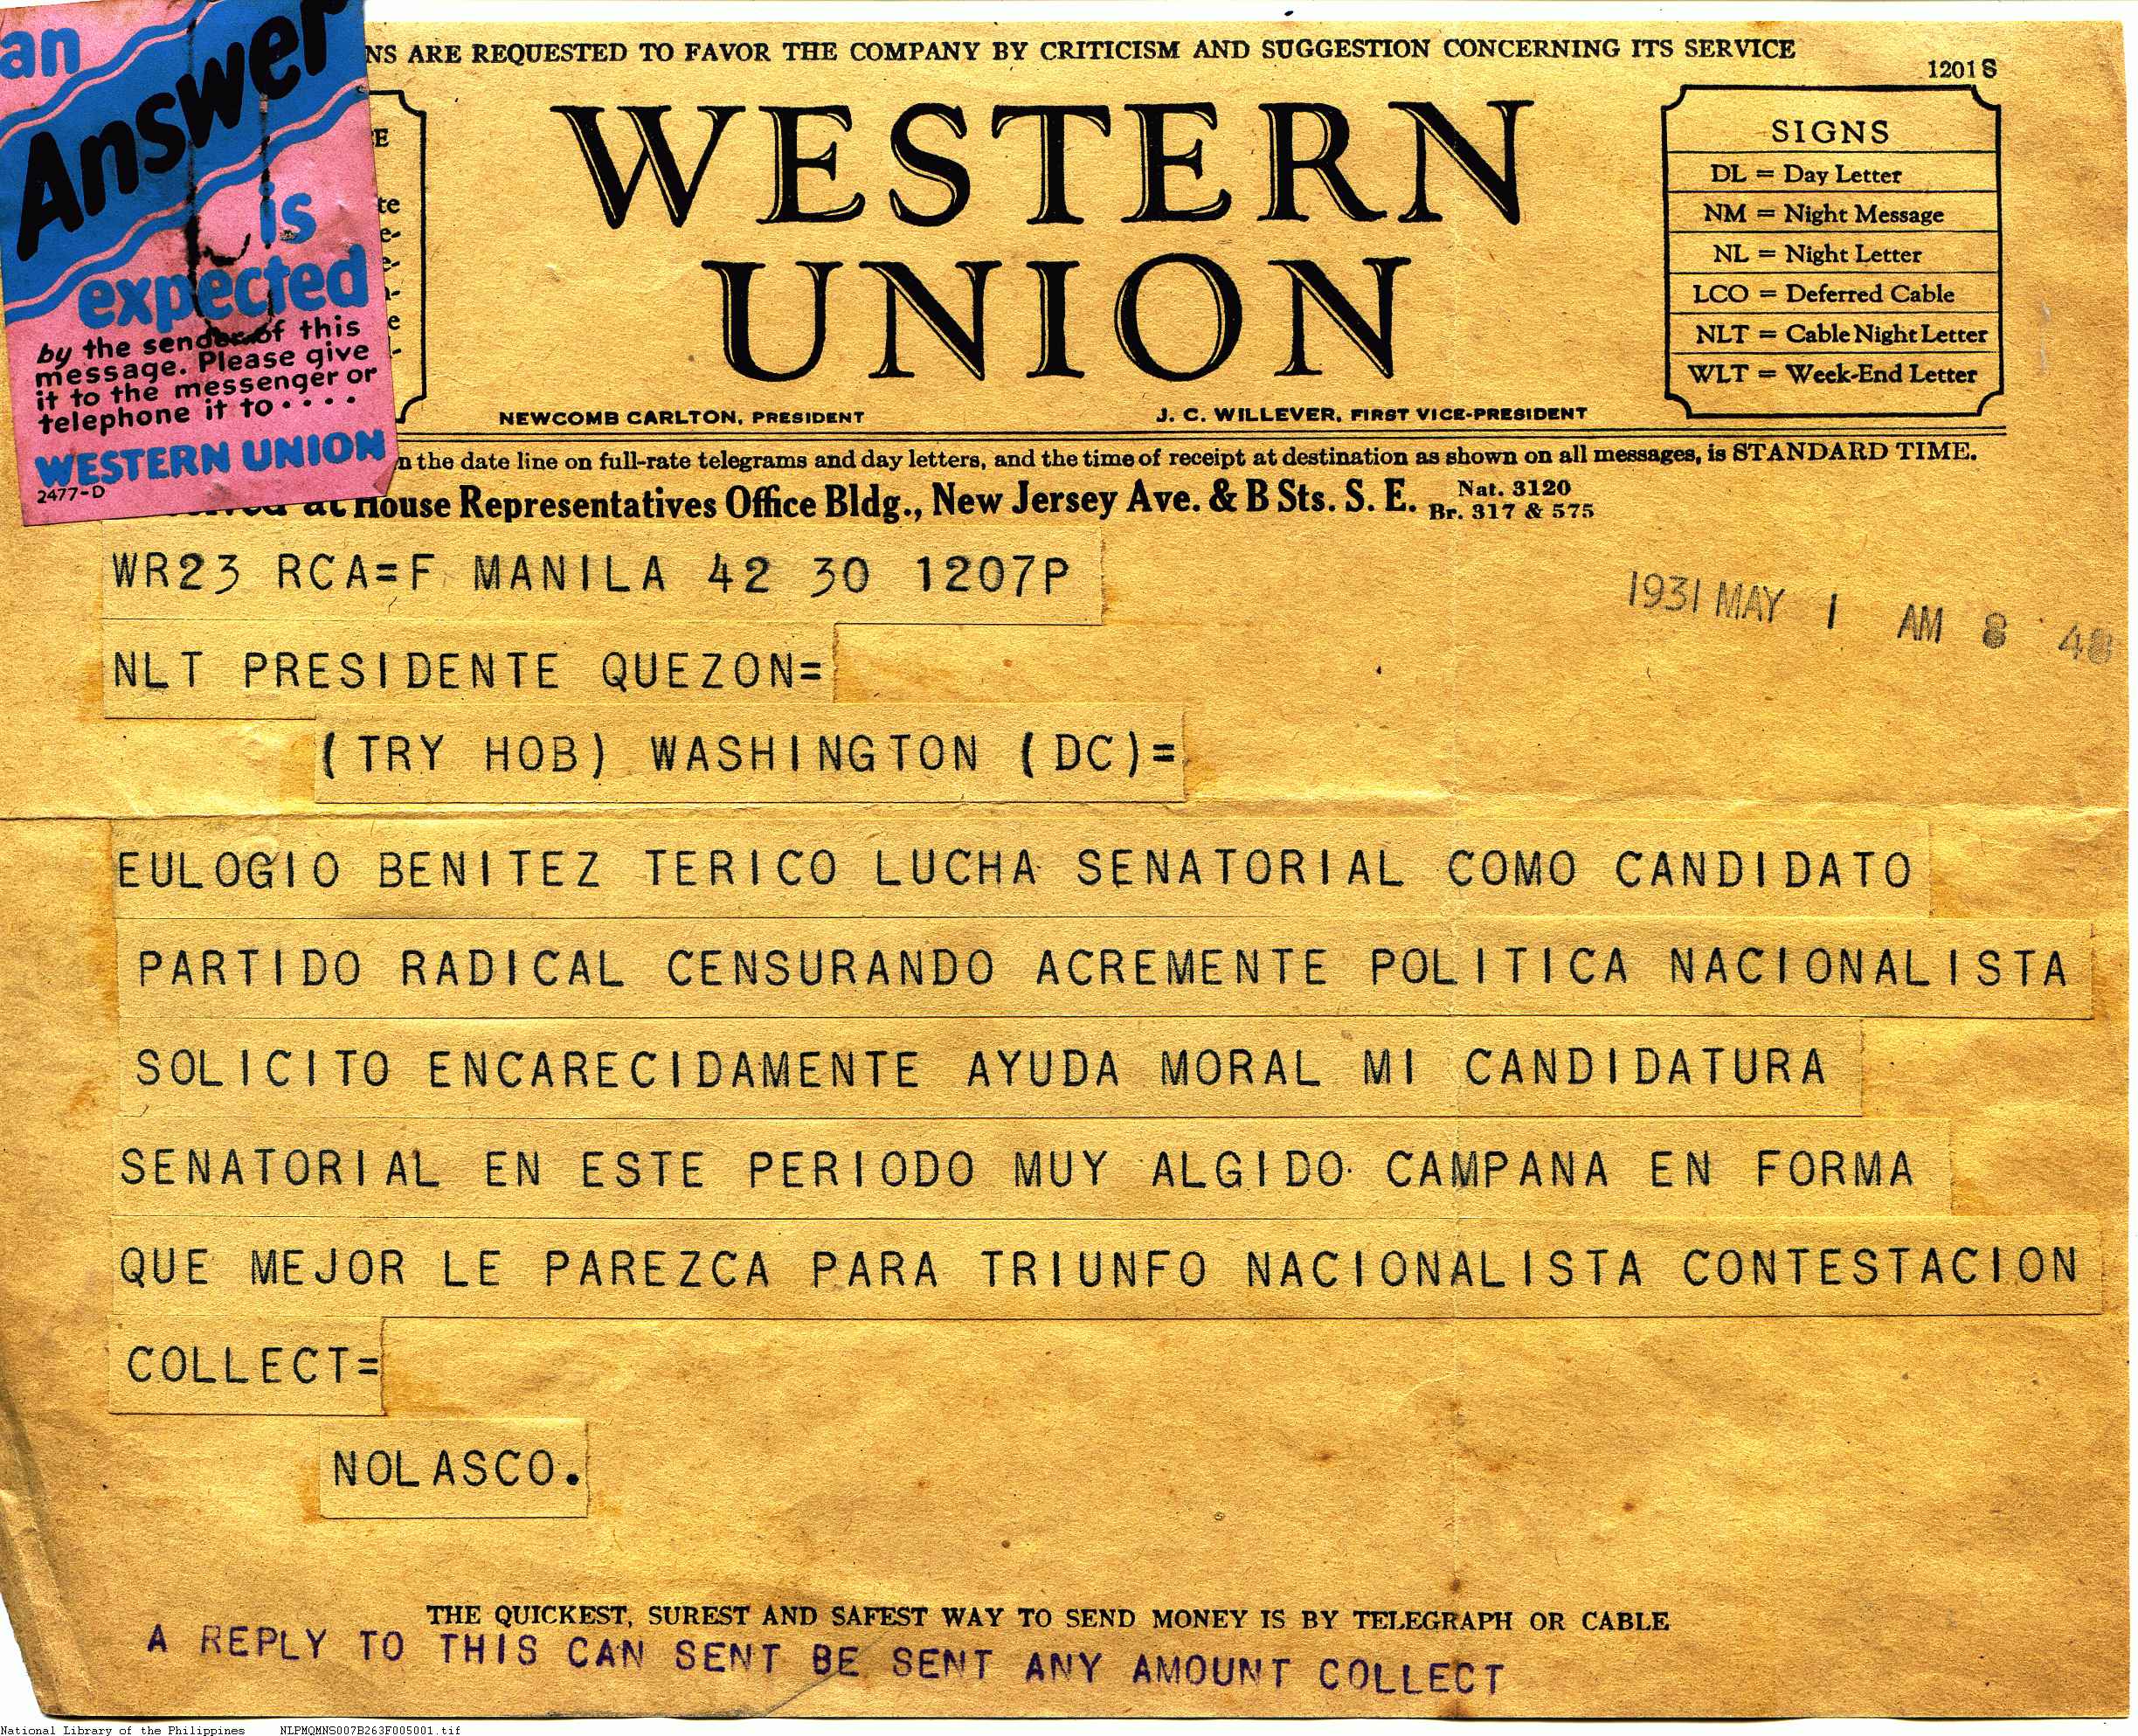 an
Answer
is
expected
by the sender of this
message. Please give
it to the messenger or
telephone it to ....
WESTERN UNION
2477-D
NS ARE REQUESTED TO FAVOR THE COMPANY BY CRITICISM AND SUGGESTION CONCERNING ITS SERVICE
1201S
WESTERN
UNION
NEWCOMB CARLTON, PRESIDENT
J. C. WILLEVER, FIRST VICE-PRESIDENT
SIGNS
DL = Day Letter
NM = Night Message
NL = Night Letter
LCO = Deferred Cable
NLT = Cable Night Letter
WLT = Week-End Letter
n the date line on full-rate telegrams and day letters, and the time of receipt at destination as shown on all messages, is STANDARD TIME.
at House Representatives Office Bldg., New Jersey Ave. & B Sts. S. E. Nat. 3120
Br. 317 & 575
WR23 RCA=F MANILA 42 30 1207P
1931 MAY 1 AM 8 48
NLT PRESIDENTE QUEZON=
(TRY HOB) WASHINGTON (DC)=
EULOGIO BENITEZ TERICO LUCHA SENATORIAL COMO CANDIDATO
PARTIDO RADICAL CENSURANDO ACREMENTE POLITICA NACIONALISTA
SOLICITO ENCARECIDAMENTE AYUDA MORAL MI CANDIDATURA
SENATORIAL EN ESTE PERIODO MUY ALGIDO CAMPANA EN FORMA
QUE MEJOR LE PAREZCA PARA TRIUNFO NACIONALISTA CONTESTACION
COLLECT=
NOLASCO.
THE QUICKEST, SUREST AND SAFEST WAY TO SEND MONEY IS BY TELEGRAPH OR CABLE
A REPLY TO THIS CAN SENT BE SENT ANY AMOUNT COLLECT
National Library of the Philippines NLPMQMNS007B263F005001.tif